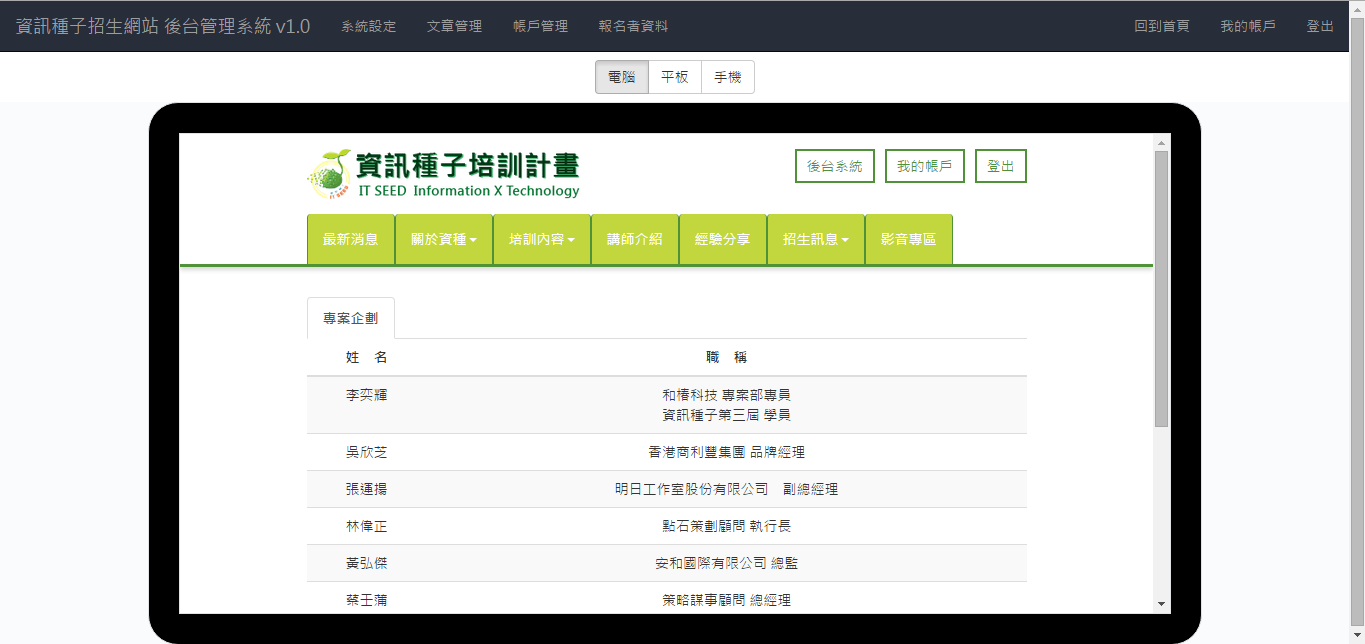 資訊種子招生網站 後台管理系統 v1.0 系統設定 文章管理 帳戶管理 報名者資料 回到首頁 我的帳戶 登出
電腦 平板 手機
資訊種子培訓計畫
IT SEED Information X Technology
後台系統 我的帳戶 登出
最新消息 關於資種 培訓內容 講師介紹 經驗分享 招生訊息 影音專區
專案企劃
姓 名 職 稱
李奕輝 和椿科技 專案部專員
資訊種子第三屆 學員
吳欣芝 香港商利豐集團 品牌經理
張運揚 明日工作室股份有限公司 副總經理
林偉正 點石策劃顧問 執行長
黃弘傑 安和國際有限公司 總監
蔡壬蒲 策略謀事顧問 總經理